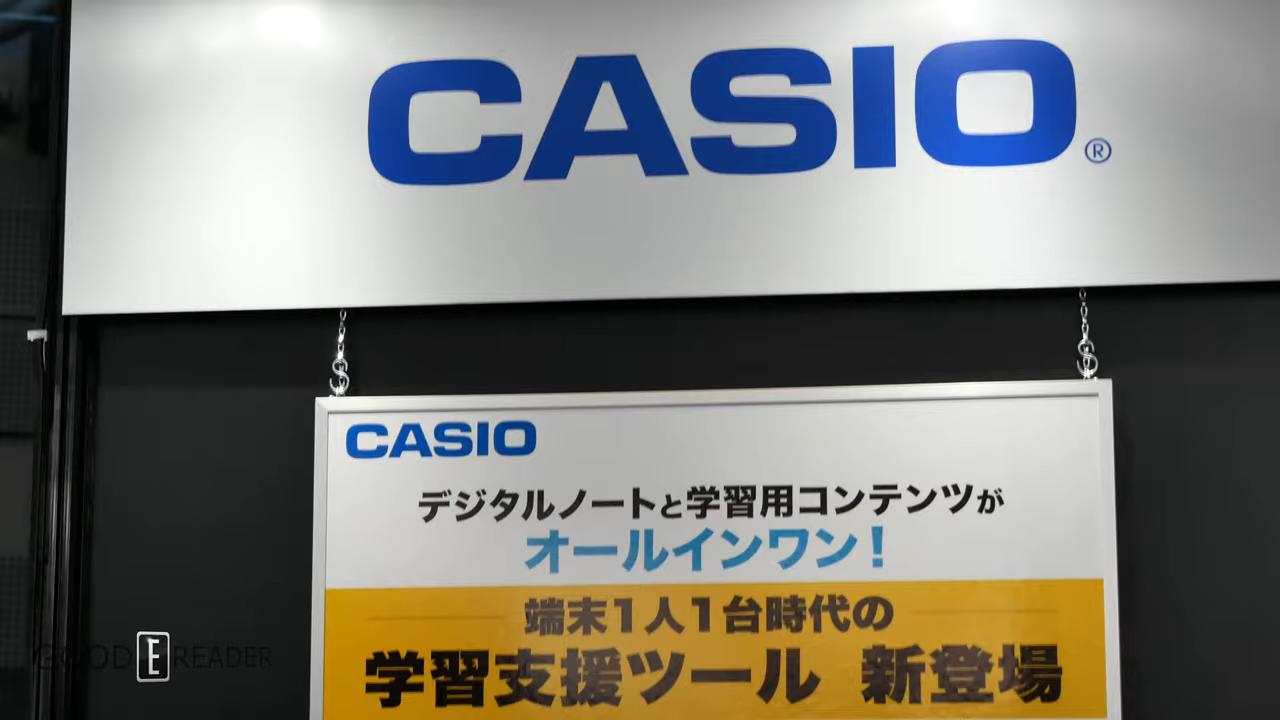 CASIO®
CASIO
デジタルノートと学習用コンテンツが
オールインワン！
端末1人1台時代の
学習支援ツール 新登場
GOOD E READER